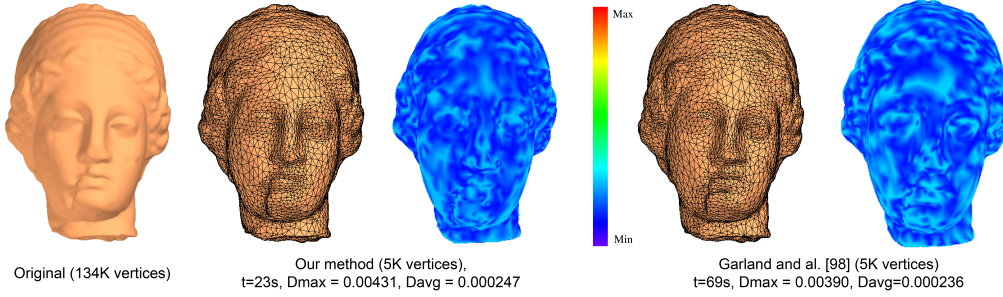 Max
Min
Original (134K vertices)
Our method (5K vertices),
t=23s, Dmax = 0.00431, Davg = 0.000247
Garland and al. [98] (5K vertices)
t=69s, Dmax = 0.00390, Davg=0.000236